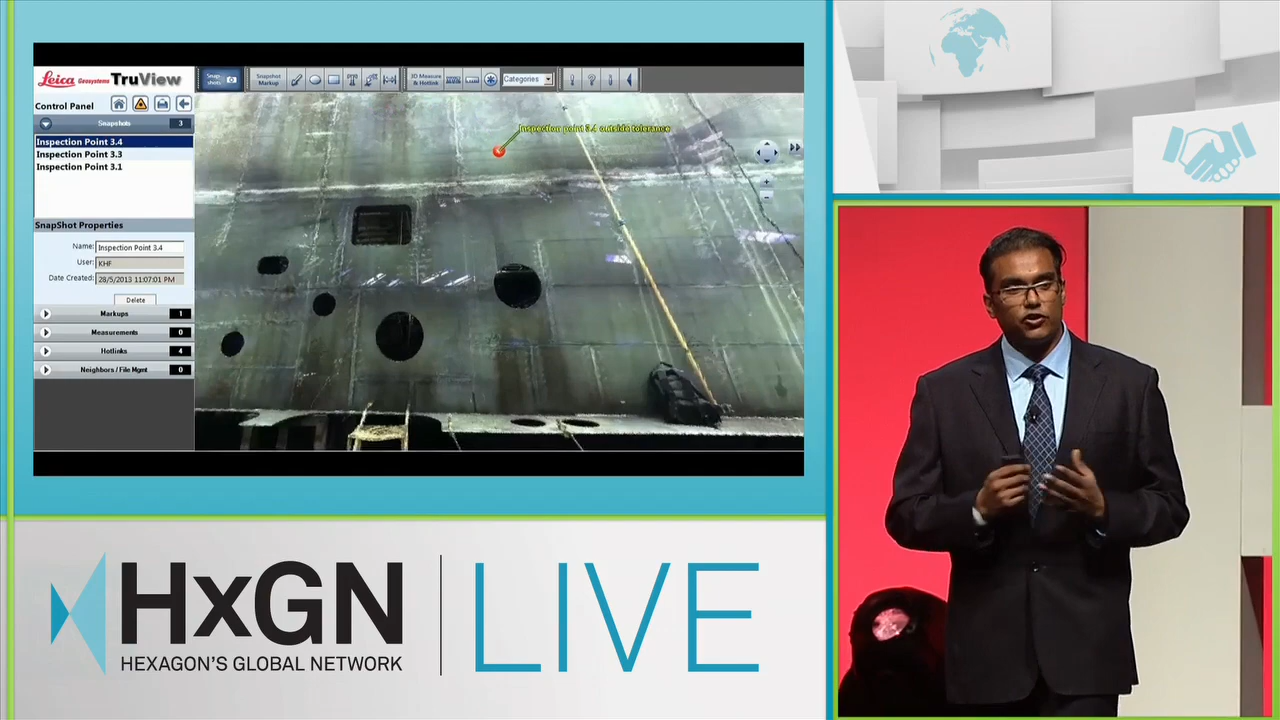 Leica Geosystems TruView
Snap shots
Snapshot Markup
3D Measure & Hotlink
Categories
Control Panel
Snapshots 3
Inspection Point 3.4
Inspection Point 3.3
Inspection Point 3.1
SnapShot Properties
Name: Inspection Point 3.4
User: KHF
Date Created: 28/5/2013 11:07:01 PM
Delete
Markups 1
Measurements 0
Hotlinks 4
Neighbors / File Mgmt 0
Inspection point 3.4 outside tolerance
HxGN LIVE
HEXAGON'S GLOBAL NETWORK